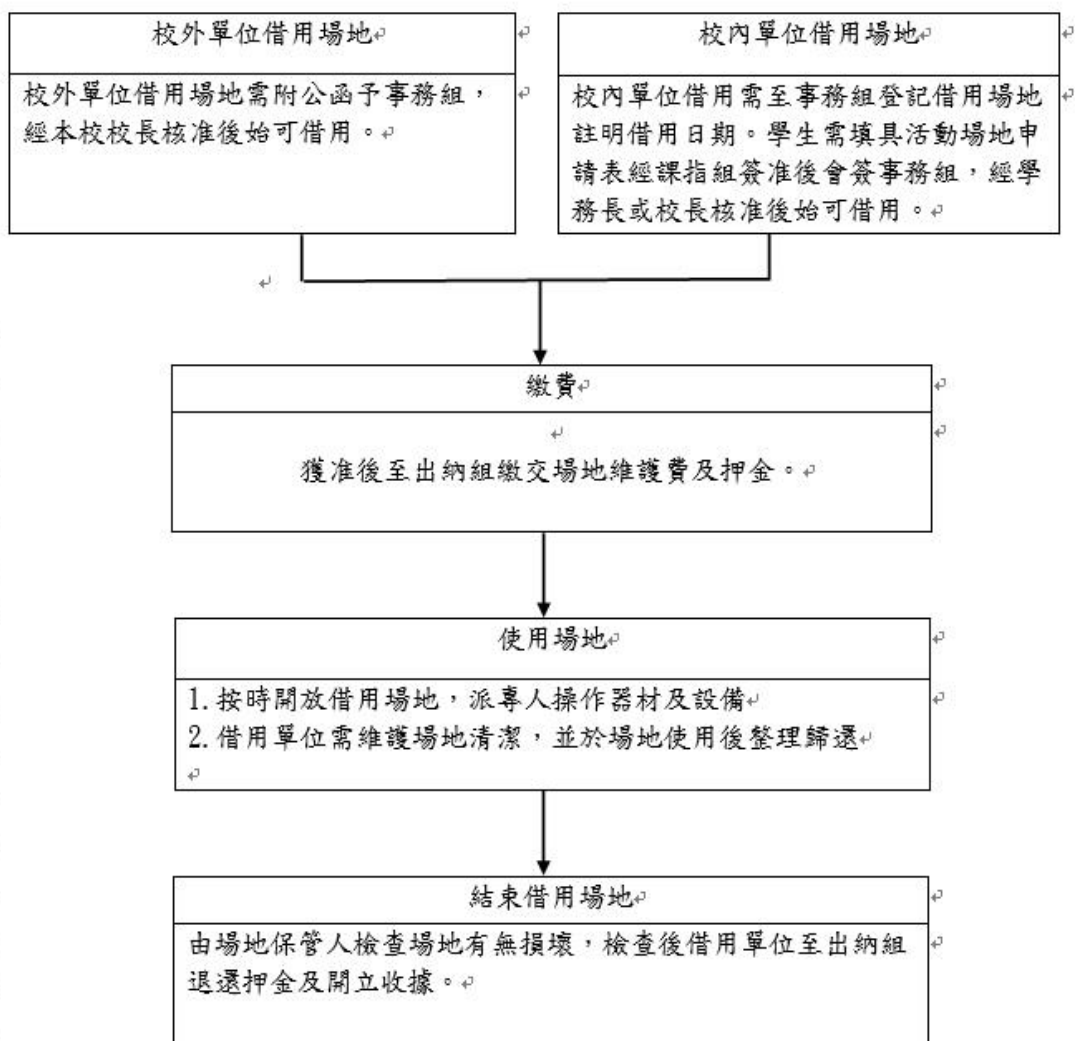 校外單位借用場地
校外單位借用場地需附公函予事務組，
經本校校長核准後始可借用。
校內單位借用場地
校內單位借用需至事務組登記借用場地
註明借用日期。學生需填具活動場地申
請表經課指組簽准後會簽事務組，經學
務長或校長核准後始可借用。
繳費
獲准後至出納組繳交場地維護費及押金。
使用場地
1.按時開放借用場地，派專人操作器材及設備
2.借用單位需維護場地清潔，並於場地使用後整理歸還
結束借用場地
由場地保管人檢查場地有無損壞，檢查後借用單位至出納組
退還押金及開立收據。